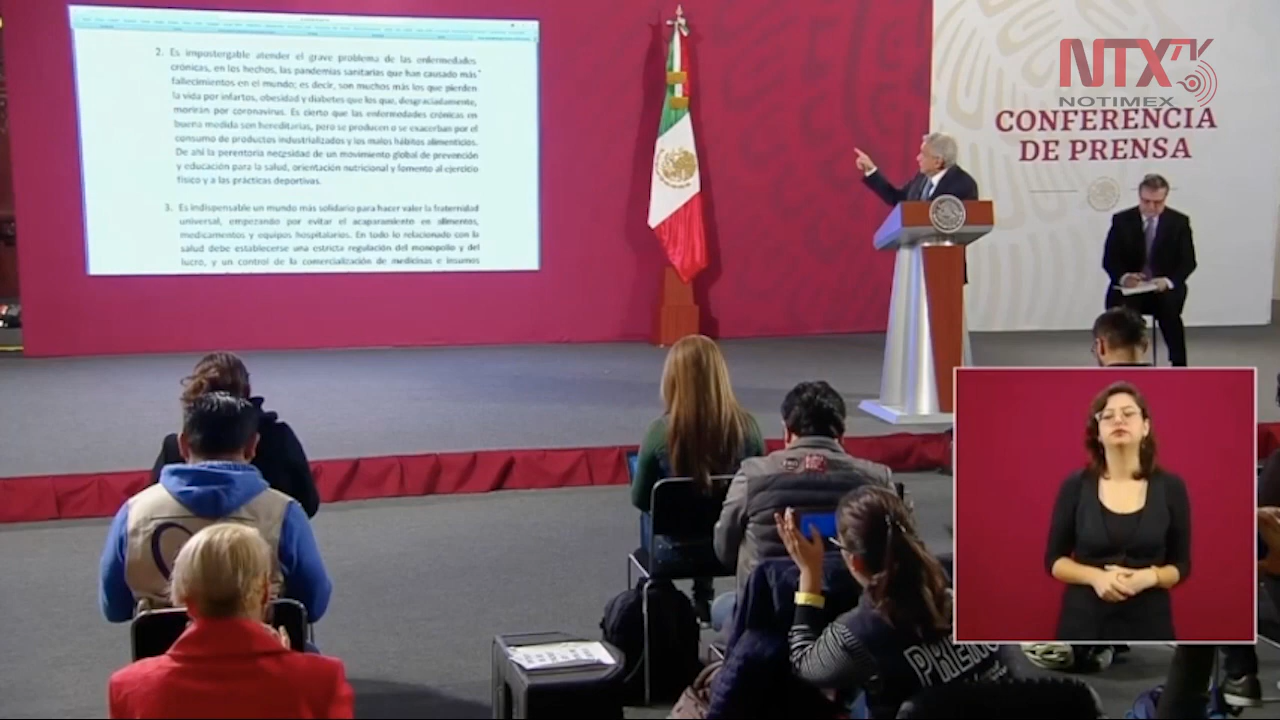 2. Es impostergable atender el grave problema de las enfermedades
crónicas, en los hechos, las pandemias sanitarias que han causado más
fallecimientos en el mundo; es decir, son muchos más los que pierden
la vida por infartos, obesidad y diabetes que los que, desgraciadamente,
morirán por coronavirus. Es cierto que las enfermedades crónicas en
buena medida son hereditarias, pero se producen o se exacerban por el
consumo de productos industrializados y los malos hábitos alimenticios.
De ahí la perentoria necesidad de un movimiento global de prevención
y educación para la salud, orientación nutricional y fomento al ejercicio
físico y a las prácticas deportivas.
3. Es indispensable un mundo más solidario para hacer valer la fraternidad
universal, empezando por evitar el acaparamiento en alimentos,
medicamentos y equipos hospitalarios. En todo lo relacionado con la
salud debe establecerse una estricta regulación del monopolio y del
lucro, y un control de la comercialización de medicinas e insumos
NTX
NOTIMEX
CONFERENCIA
DE PRENSA